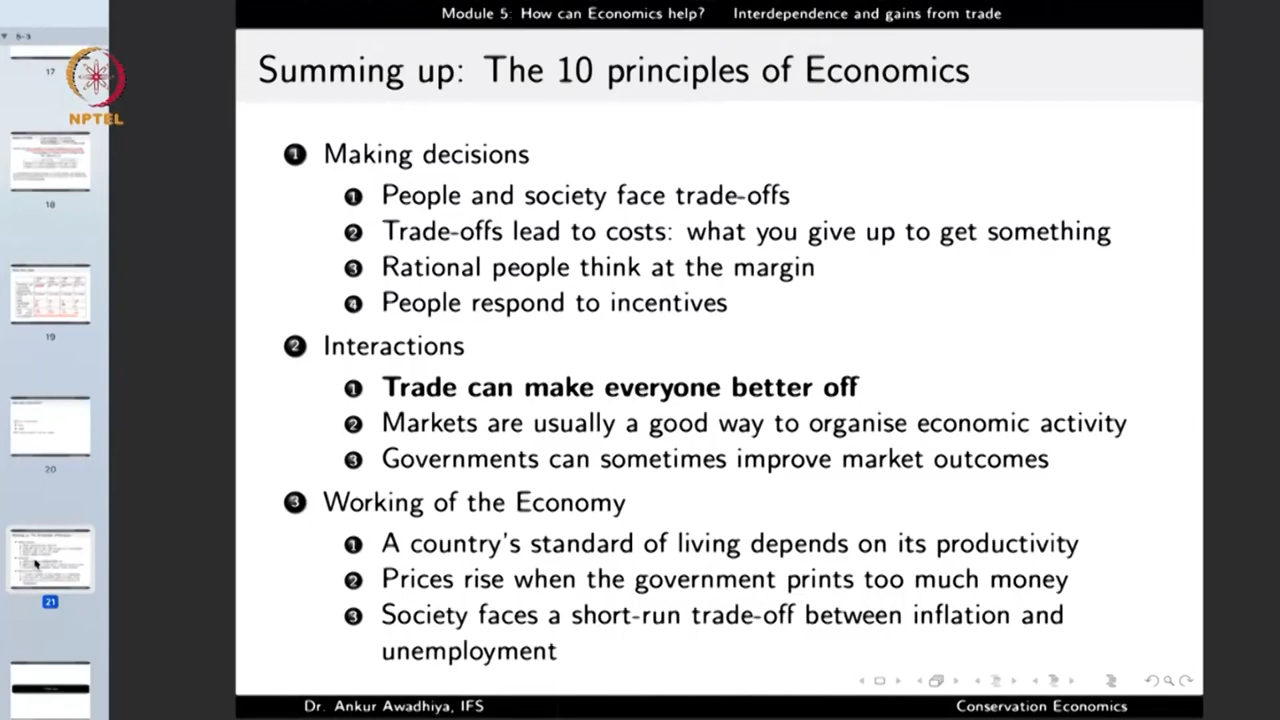 Module 5: How can Economics help? Interdependence and gains from trade
5-3
Summing up: The 10 principles of Economics
17
NPTEL
1 Making decisions
1 People and society face trade-offs
18
2 Trade-offs lead to costs: what you give up to get something
3 Rational people think at the margin
4 People respond to incentives
19
2 Interactions
1 Trade can make everyone better off
2 Markets are usually a good way to organise economic activity
3 Governments can sometimes improve market outcomes
20
3 Working of the Economy
1 A country's standard of living depends on its productivity
2 Prices rise when the government prints too much money
21
3 Society faces a short-run trade-off between inflation and
unemployment
Dr. Ankur Awadhiya, IFS Conservation Economics